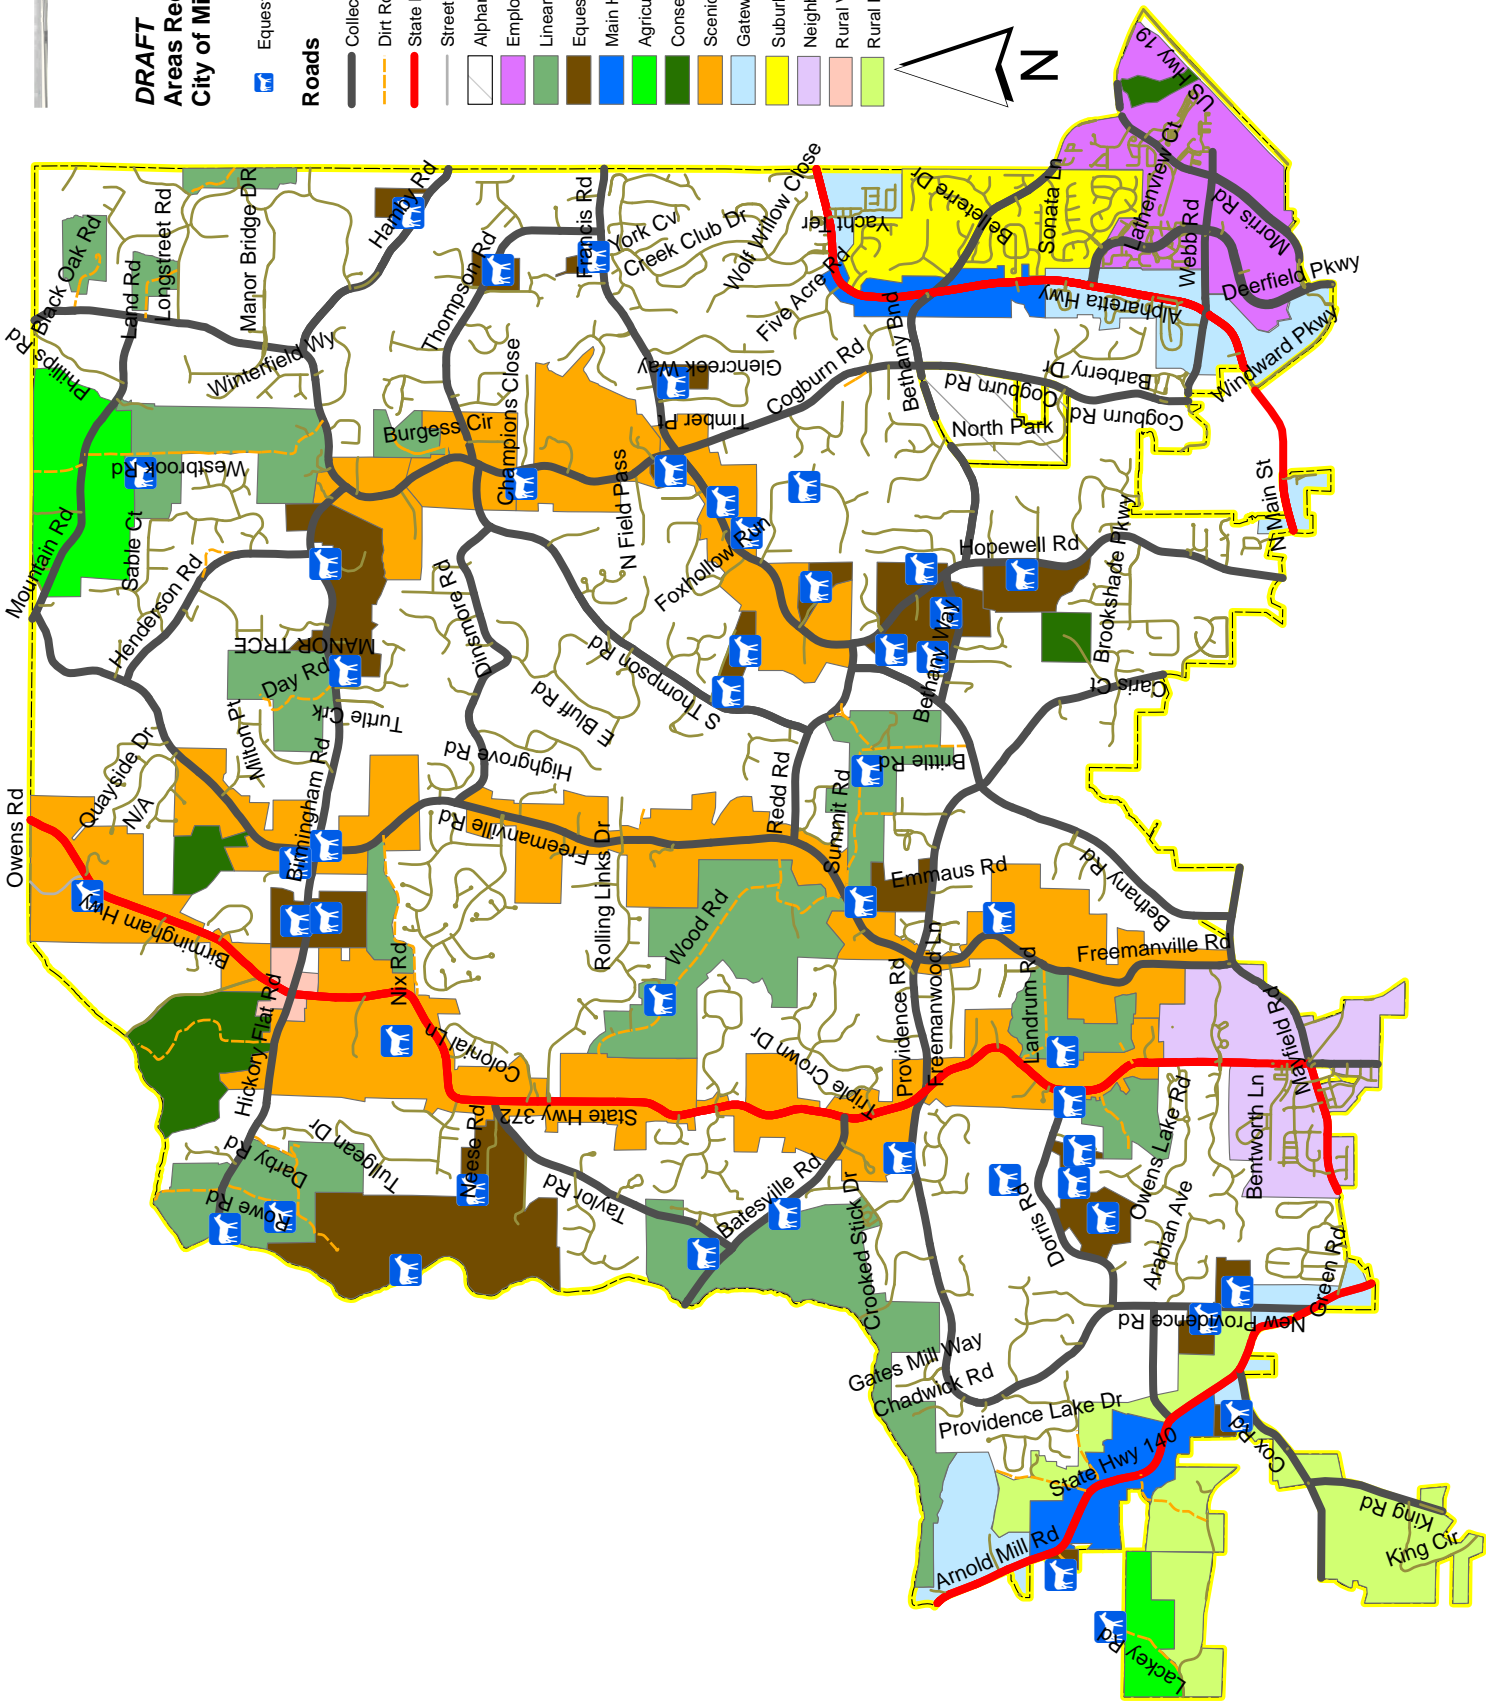 DRAFT
Areas Rec
City of Mi
Equest
Roads
Collec
Dirt Ro
State
Street
Alphar
Emplo
Linear
Eques
Main H
Agricu
Conse
Scenic
Gatew
Suburb
Neighb
Rural
Rural
N
US Hwy 19
Lathenview Ct
Webb Rd
Morris Rd
Deerfield Pkwy
Windward Pkwy
Alpharetta Hwy
Sonata Ln
Belleterre Dr
Yacht Ter
Wolf Willow Close
Five Acre Rd
Bethany Bnd
Barberry Dr
Cogburn Rd
Cogburn Rd
Cogburn Rd
North Park
N Main St
Creek Club Dr
York Cv
Francis Rd
Thompson Rd
Hamby Rd
Manor Bridge DR
Longstreet Rd
Land Rd
Black Oak Rd
Phillips Rd
Winterfield Wy
Glencreek Way
Timber Pt
Champions Close
Burgess Cir
Westbrook Rd
Mountain Rd
Sable Ct
Henderson Rd
MANOR TRCE
Day Rd
Turtle Crk
Milton Pt
Dinsmore Rd
N Field Pass
Foxhollow Run
S Thompson Rd
E Bluff Rd
Highgrove Rd
Hopewell Rd
Brookshade Pkwy
Bethany Way
Caris Ct
Brittle Rd
Redd Rd
Summit Rd
Emmaus Rd
Bethany Rd
Freemanville Rd
Freemanville Rd
Owens Rd
Quayside Dr
N/A
Birmingham Rd
Birmingham Hwy
Hickory Flat Rd
Nix Rd
Colonial Ln
Rolling Links Dr
Wood Rd
Triple Crown Dr
Providence Rd
Freemanwood Ln
Landrum Rd
Mayfield Rd
Bentworth Ln
Owens Lake Rd
Arabian Ave
Dorris Rd
State Hwy 372
Neese Rd
Taylor Rd
Batesville Rd
Crooked Stick Dr
Tullgean Dr
Darby Rd
Rowe Rd
Gates Mill Way
Chadwick Rd
Providence Lake Dr
New Providence Rd
Green Rd
State Hwy 140
Arnold Mill Rd
Cox Rd
King Rd
King Cir
Lackey Rd